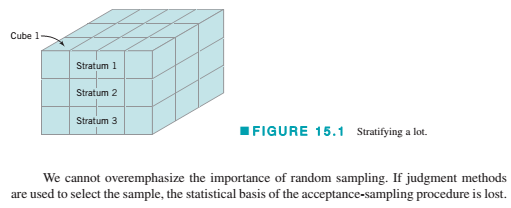 Cube 1
Stratum 1
Stratum 2
Stratum 3
■FIGURE 15.1 Stratifying a lot.
We cannot overemphasize the importance of random sampling. If judgment methods
are used to select the sample, the statistical basis of the acceptance-sampling procedure is lost.